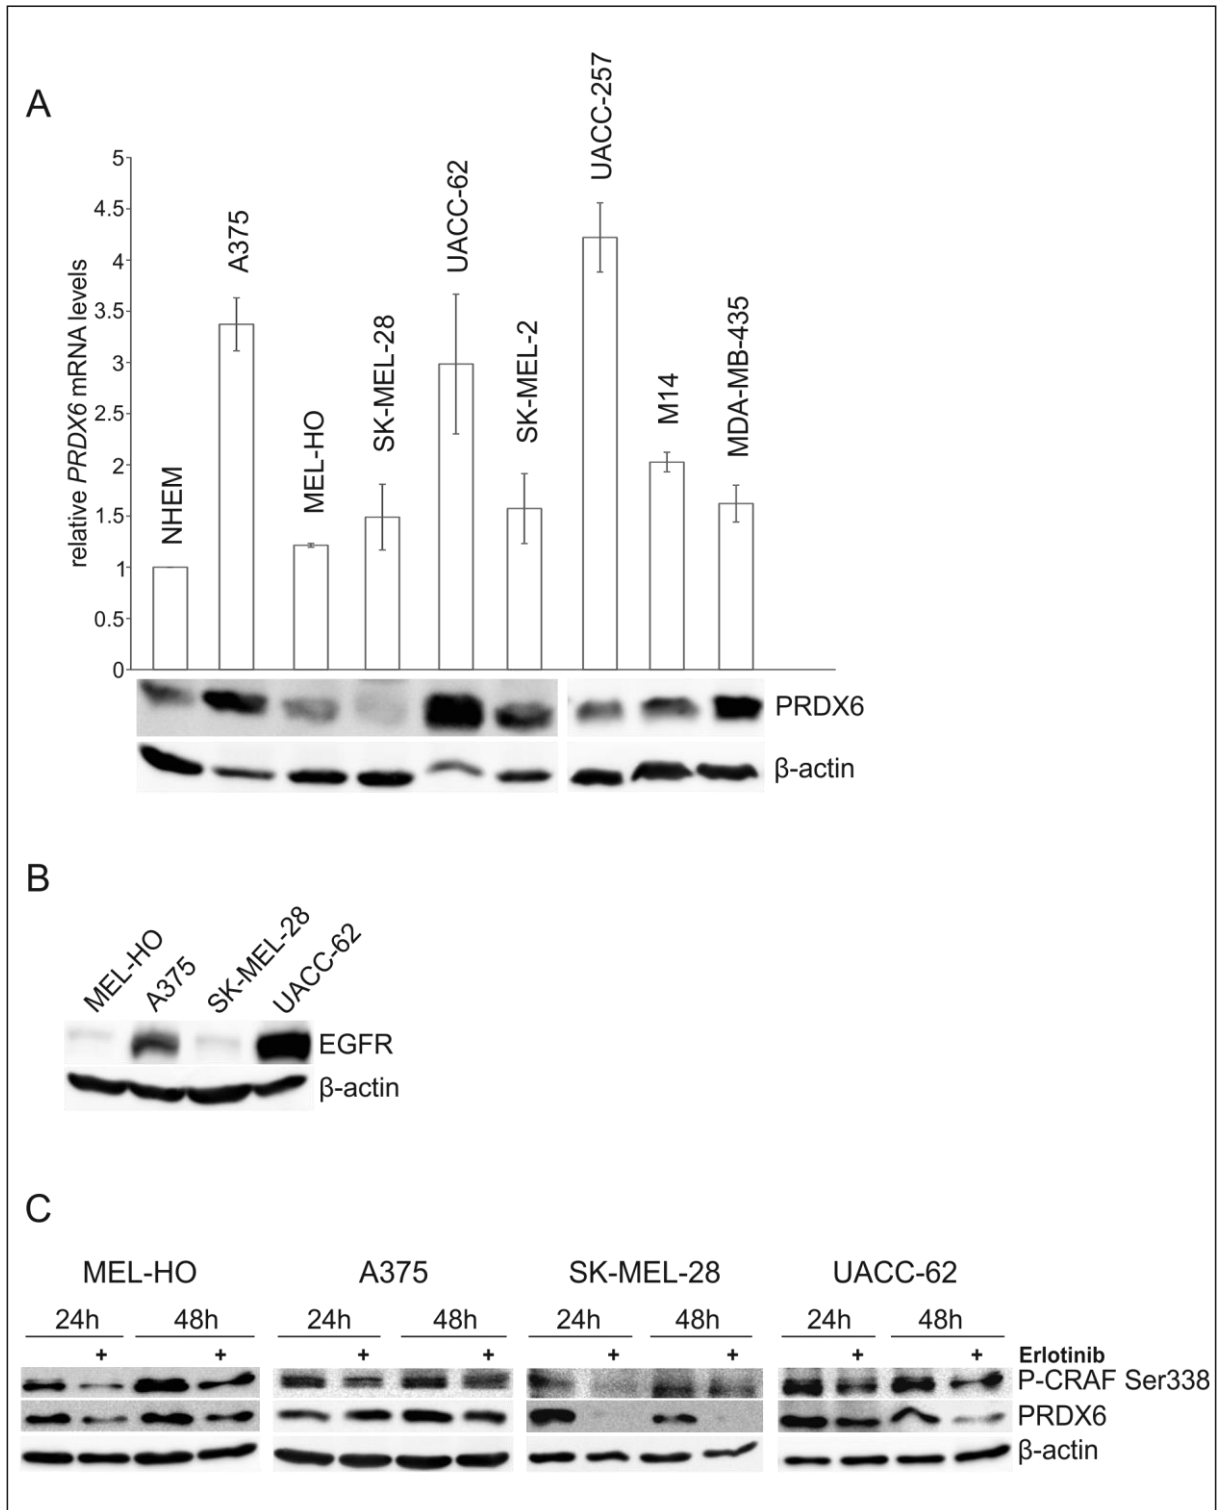 A
relative PRDX6 mRNA levels
5
4.5
4
3.5
3
2.5
2
1.5
1
0.5
0
NHEM
A375
MEL-HO
SK-MEL-28
UACC-62
SK-MEL-2
UACC-257
M14
MDA-MB-435
PRDX6
β-actin
B
MEL-HO
A375
SK-MEL-28
UACC-62
EGFR
β-actin
C
MEL-HO A375 SK-MEL-28 UACC-62
24h 48h 24h 48h 24h 48h 24h 48h
+ + + + + + + + Erlotinib
P-CRAF Ser338
PRDX6
β-actin